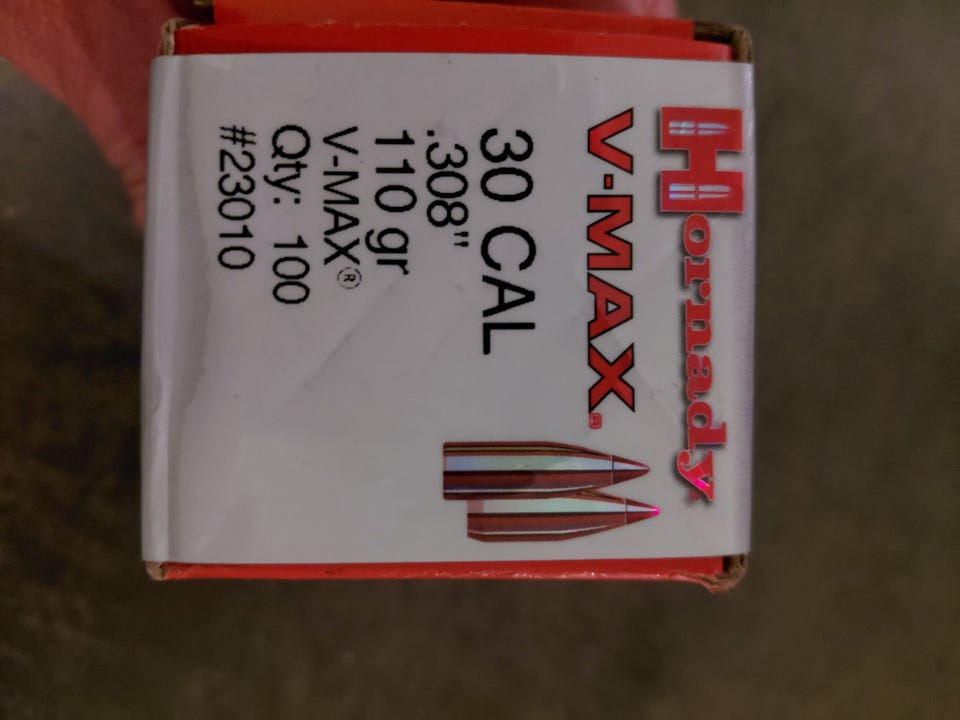 Hornady
V-MAX®
30 CAL
.308"
110 gr
V-MAX®
Qty: 100
#23010